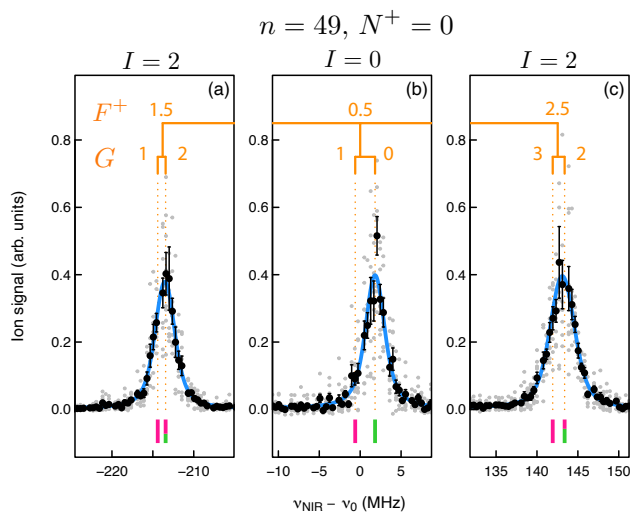 n = 49, N⁺ = 0
I = 2 I = 0 I = 2
(a) (b) (c)
F⁺ 1.5 0.5 2.5
G 1 2 1 0 3 2
Ion signal (arb. units)
0.8
0.6
0.4
0.2
0.0
−220 −210 −10 −5 0 5 135 140 145 150
ν_NIR − ν_0 (MHz)